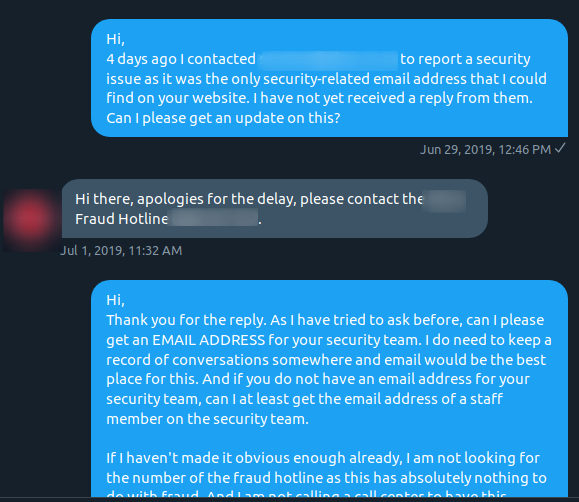 Hi,
4 days ago I contacted to report a security
issue as it was the only security-related email address that I could
find on your website. I have not yet received a reply from them.
Can I please get an update on this?
Jun 29, 2019, 12:46 PM
Hi there, apologies for the delay, please contact the
Fraud Hotline .
Jul 1, 2019, 11:32 AM
Hi,
Thank you for the reply. As I have tried to ask before, can I please
get an EMAIL ADDRESS for your security team. I do need to keep a
record of conversations somewhere and email would be the best
place for this. And if you do not have an email address for your
security team, can I at least get the email address of a staff
member on the security team.
If I haven't made it obvious enough already, I am not looking for
the number of the fraud hotline as this has absolutely nothing to
do with fraud. And I am not calling a call center to have this